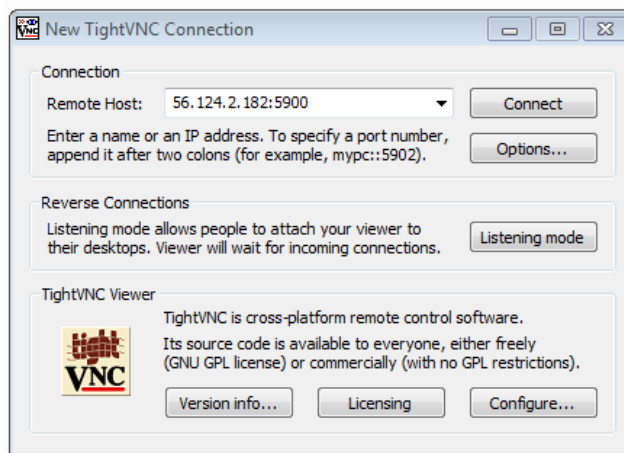 New TightVNC Connection
Connection
Remote Host: 56.124.2.182:5900 Connect
Enter a name or an IP address. To specify a port number,
append it after two colons (for example, mypc::5902).
Options...
Reverse Connections
Listening mode allows people to attach your viewer to
their desktops. Viewer will wait for incoming connections.
Listening mode
TightVNC Viewer
TightVNC is cross-platform remote control software.
Its source code is available to everyone, either freely
(GNU GPL license) or commercially (with no GPL restrictions).
tight
VNC
Version info... Licensing Configure...